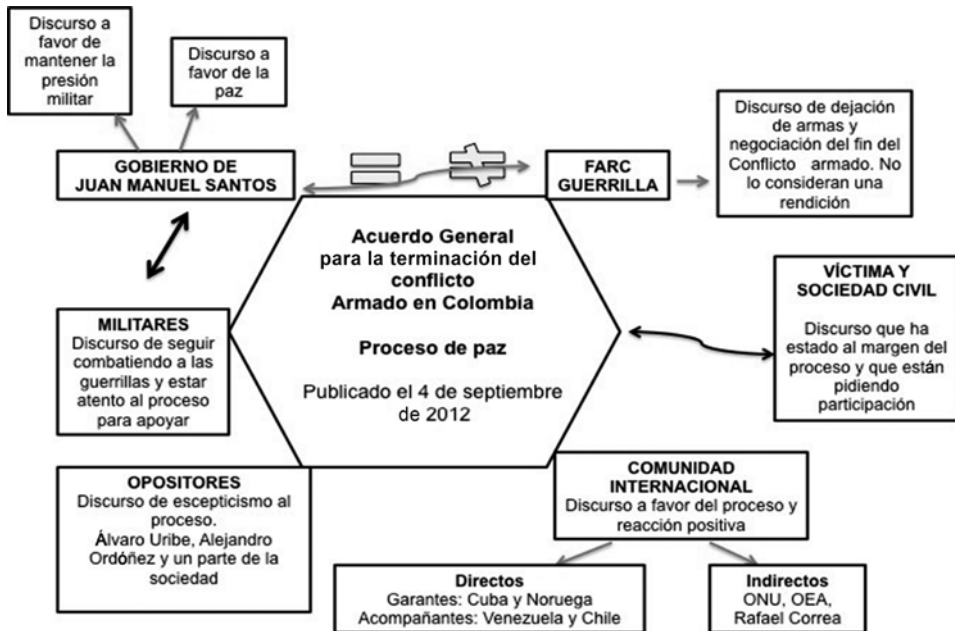 Discurso a
favor de
mantener la
presión
militar
Discurso a
favor de la
paz
GOBIERNO DE
JUAN MANUEL SANTOS
FARC
GUERRILLA
Discurso de dejación
de armas y
negociación del fin del
Conflicto armado. No
lo consideran una
rendición
Acuerdo General
para la terminación del
conflicto
Armado en Colombia
Proceso de paz
Publicado el 4 de septiembre
de 2012
MILITARES
Discurso de seguir
combatiendo a las
guerrillas y estar
atento al proceso
para apoyar
VÍCTIMA Y
SOCIEDAD CIVIL
Discurso que ha
estado al margen del
proceso y que están
pidiendo
participación
OPOSITORES
Discurso de escepticismo al
proceso.
Álvaro Uribe, Alejandro
Ordóñez y un parte de la
sociedad
COMUNIDAD
INTERNACIONAL
Discurso a favor del proceso y
reacción positiva
Directos
Garantes: Cuba y Noruega
Acompañantes: Venezuela y Chile
Indirectos
ONU, OEA,
Rafael Correa